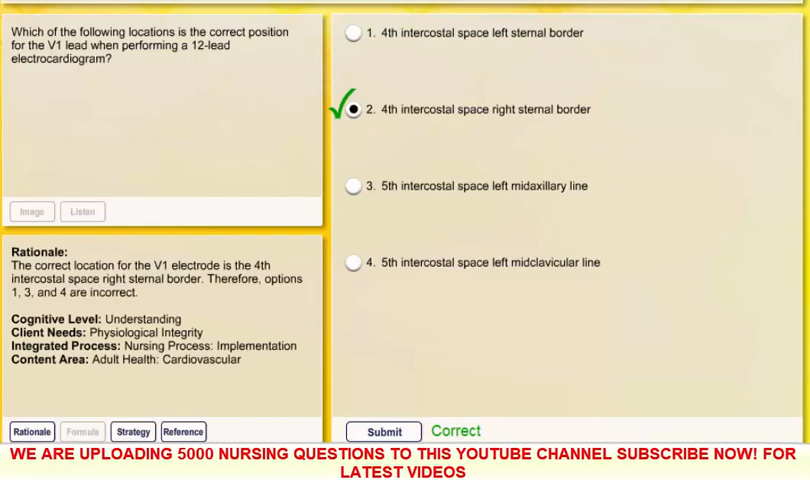 Which of the following locations is the correct position
for the V1 lead when performing a 12-lead
electrocardiogram?
Image
Listen
Rationale:
The correct location for the V1 electrode is the 4th
intercostal space right sternal border. Therefore, options
1, 3, and 4 are incorrect.
Cognitive Level: Understanding
Client Needs: Physiological Integrity
Integrated Process: Nursing Process: Implementation
Content Area: Adult Health: Cardiovascular
Rationale
Formula
Strategy
Reference
1. 4th intercostal space left sternal border
2. 4th intercostal space right sternal border
3. 5th intercostal space left midaxillary line
4. 5th intercostal space left midclavicular line
Submit
Correct
WE ARE UPLOADING 5000 NURSING QUESTIONS TO THIS YOUTUBE CHANNEL SUBSCRIBE NOW! FOR
LATEST VIDEOS